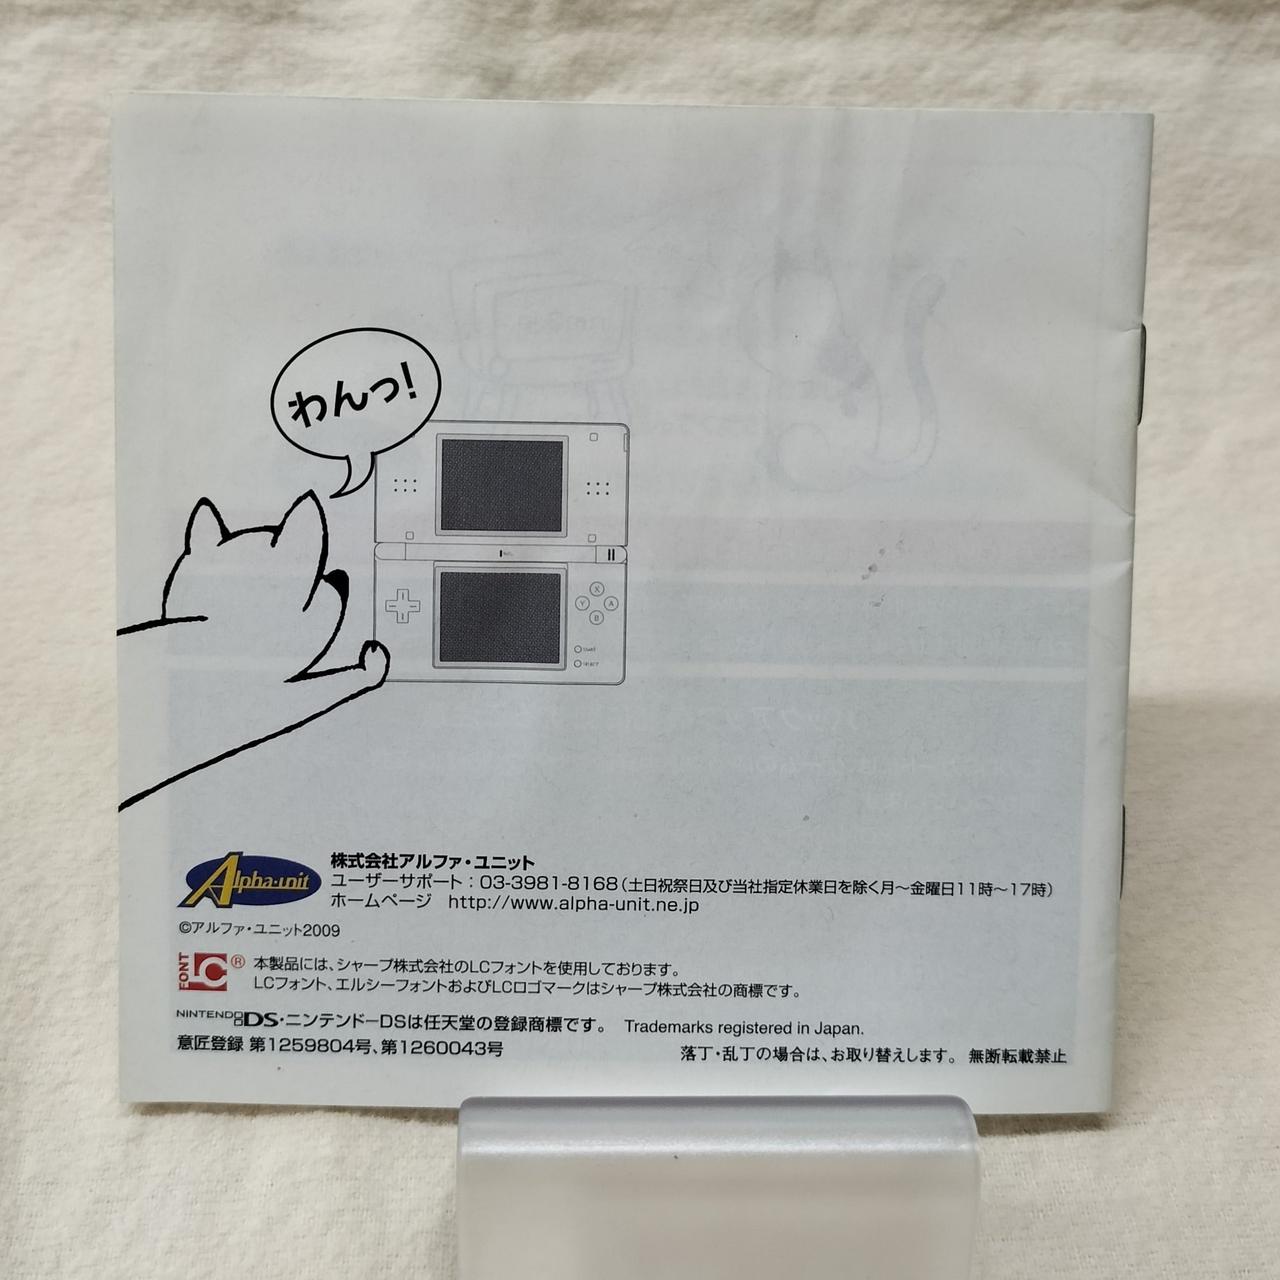 わんっ!
X
Y
A
B
START
SELECT
Alpha-unit
株式会社アルファ・ユニット
ユーザーサポート：03-3981-8168（土日祝祭日及び当社指定休業日を除く月～金曜日11時～17時）
ホームページ http://www.alpha-unit.ne.jp
©アルファ・ユニット2009
LC FONT ® 本製品には、シャープ株式会社のLCフォントを使用しております。
LCフォント、エルシーフォントおよびLCロゴマークはシャープ株式会社の商標です。
NINTENDO DS・ニンテンドーDSは任天堂の登録商標です。 Trademarks registered in Japan.
意匠登録 第1259804号、第1260043号
落丁・乱丁の場合は、お取り替えします。 無断転載禁止